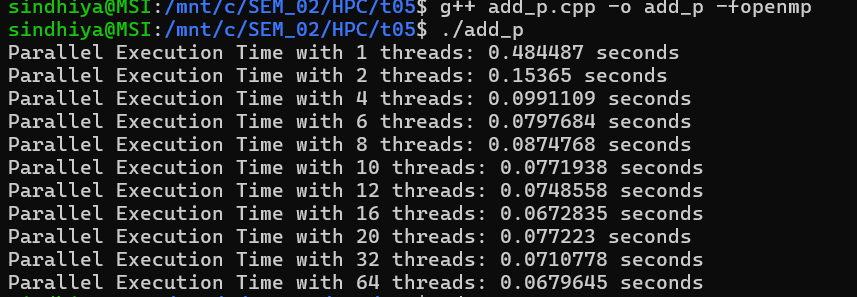 sindhiya@MSI:/mnt/c/SEM_02/HPC/t05$ g++ add_p.cpp -o add_p -fopenmp
sindhiya@MSI:/mnt/c/SEM_02/HPC/t05$ ./add_p
Parallel Execution Time with 1 threads: 0.484487 seconds
Parallel Execution Time with 2 threads: 0.15365 seconds
Parallel Execution Time with 4 threads: 0.0991109 seconds
Parallel Execution Time with 6 threads: 0.0797684 seconds
Parallel Execution Time with 8 threads: 0.0874768 seconds
Parallel Execution Time with 10 threads: 0.0771938 seconds
Parallel Execution Time with 12 threads: 0.0748558 seconds
Parallel Execution Time with 16 threads: 0.0672835 seconds
Parallel Execution Time with 20 threads: 0.077223 seconds
Parallel Execution Time with 32 threads: 0.0710778 seconds
Parallel Execution Time with 64 threads: 0.0679645 seconds